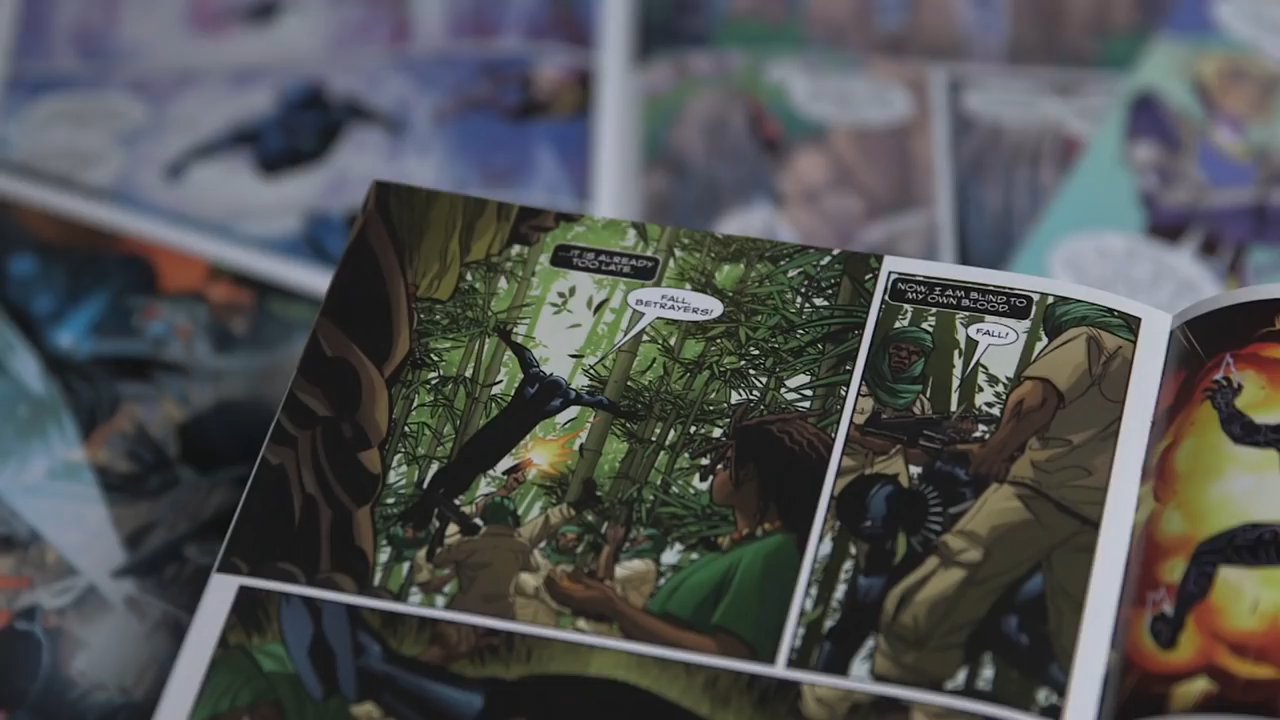 ...IT IS ALREADY
TOO LATE.
FALL,
BETRAYERS!
NOW, I AM BLIND TO
MY OWN BLOOD.
FALL!